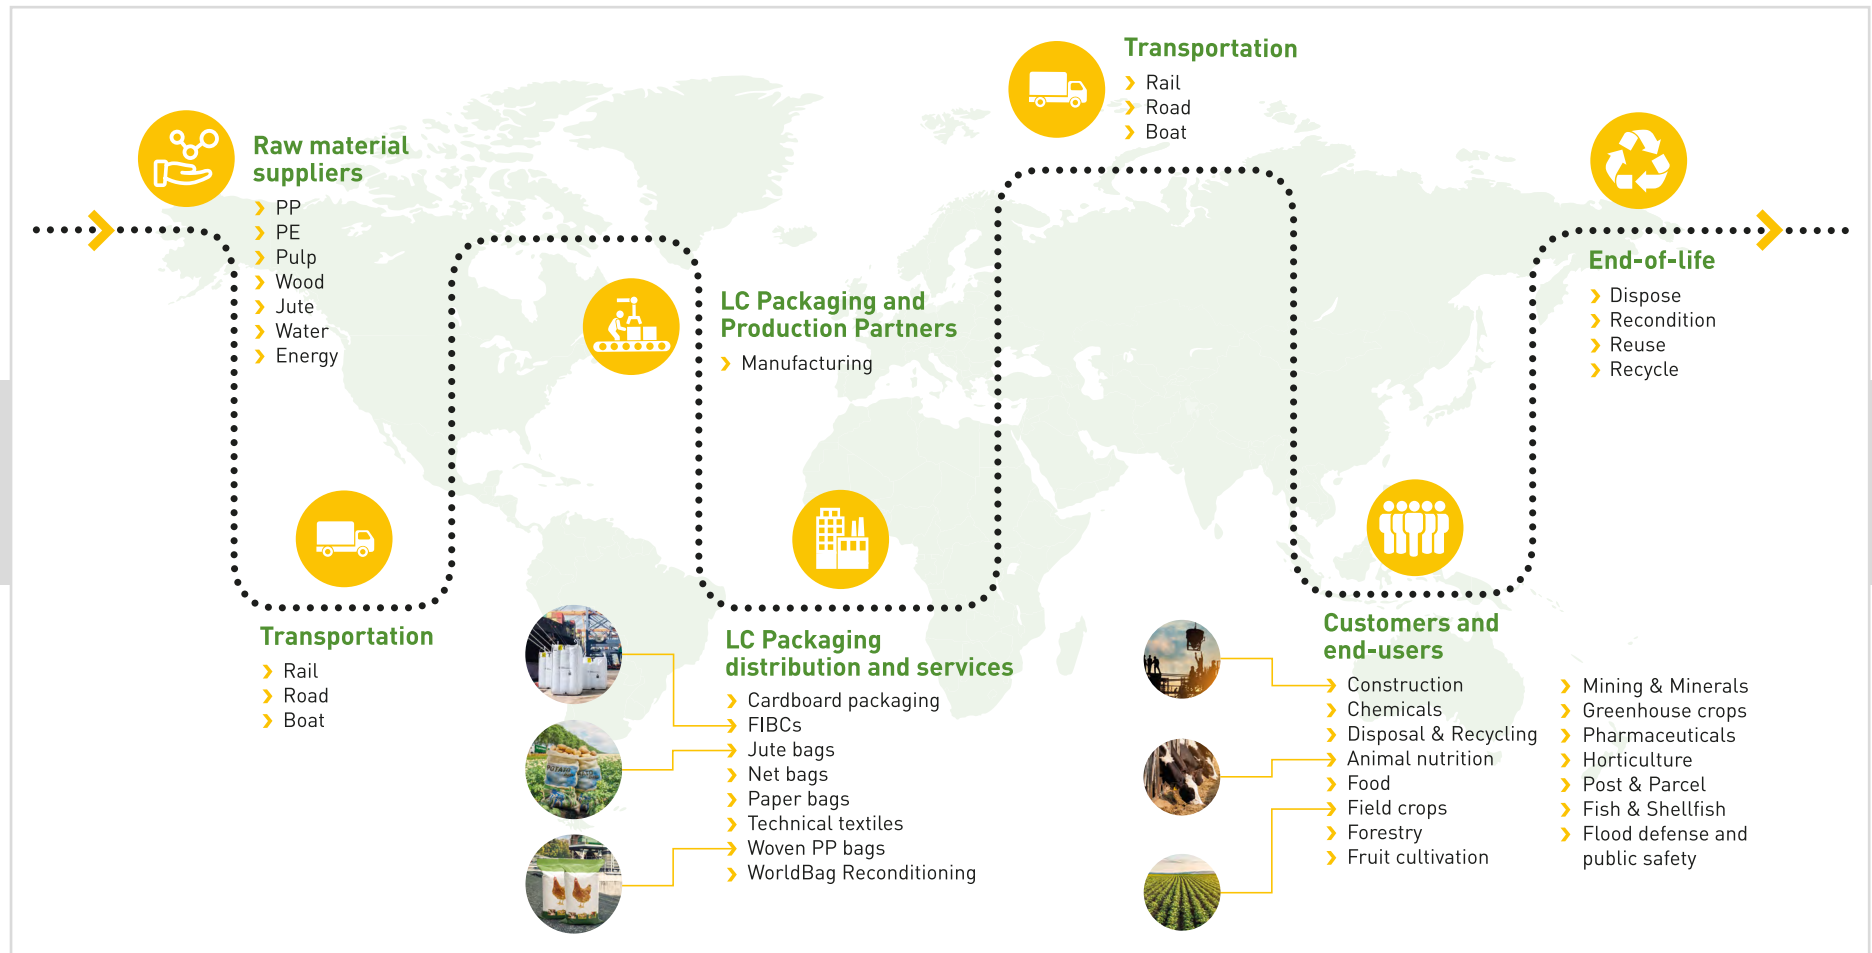 Raw material
suppliers
PP
PE
Pulp
Wood
Jute
Water
Energy
Transportation
Rail
Road
Boat
LC Packaging and
Production Partners
Manufacturing
LC Packaging
distribution and services
Cardboard packaging
FIBCs
Jute bags
Net bags
Paper bags
Technical textiles
Woven PP bags
WorldBag Reconditioning
POTATO
Transportation
Rail
Road
Boat
Customers and
end-users
Construction
Chemicals
Disposal & Recycling
Animal nutrition
Food
Field crops
Forestry
Fruit cultivation
Mining & Minerals
Greenhouse crops
Pharmaceuticals
Horticulture
Post & Parcel
Fish & Shellfish
Flood defense and
public safety
End-of-life
Dispose
Recondition
Reuse
Recycle